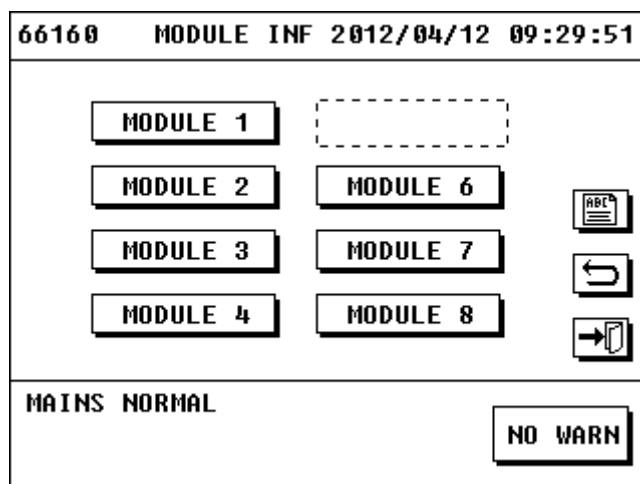 66160 MODULE INF 2012/04/12 09:29:51
MODULE 1
MODULE 2 MODULE 6
ABC
MODULE 3 MODULE 7
MODULE 4 MODULE 8
MAINS NORMAL
NO WARN